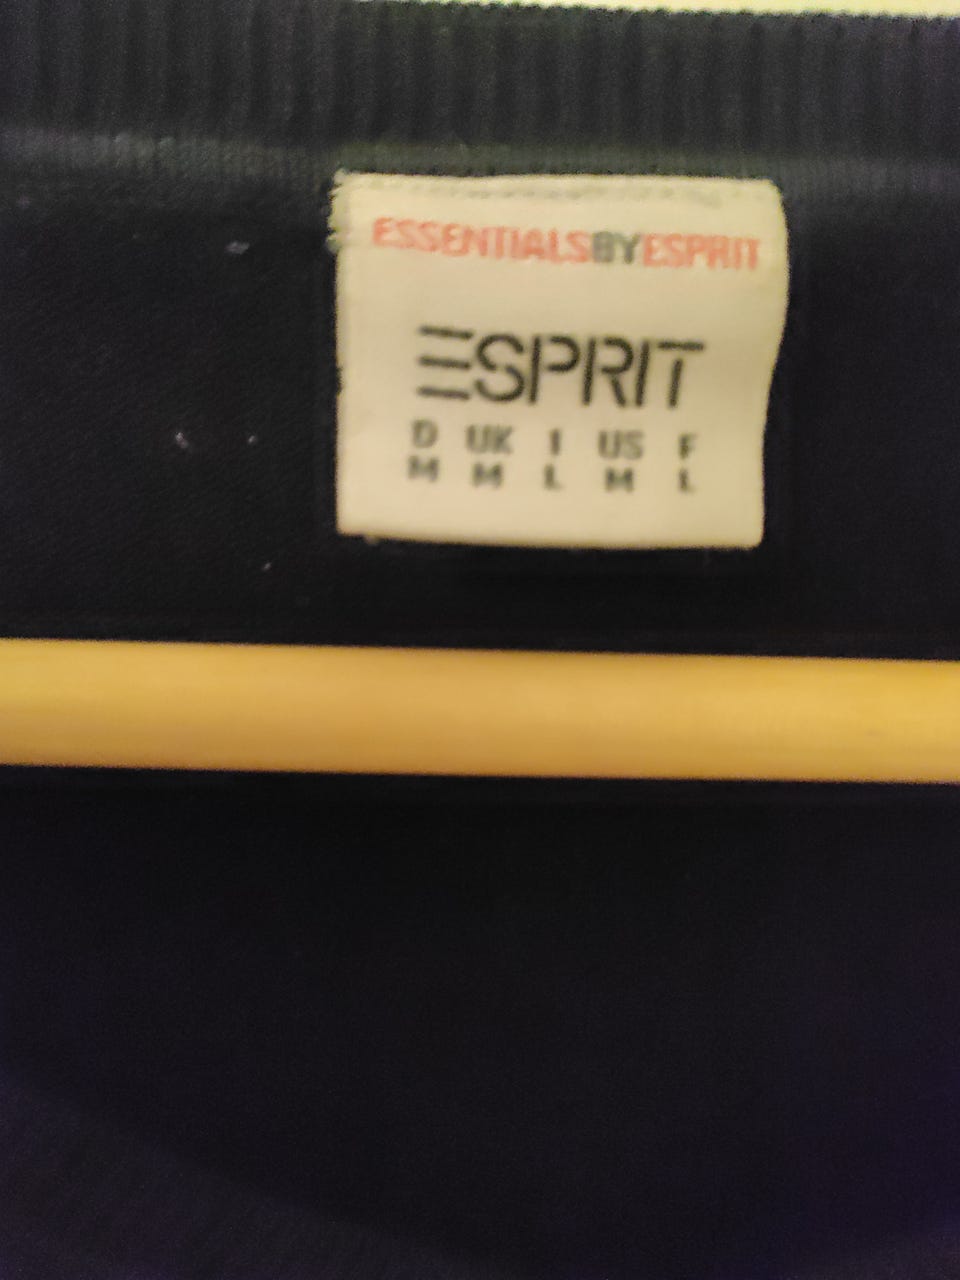 ESSENTIALSBYESPRIT
ESPRIT
D UK I US F
M M L M L